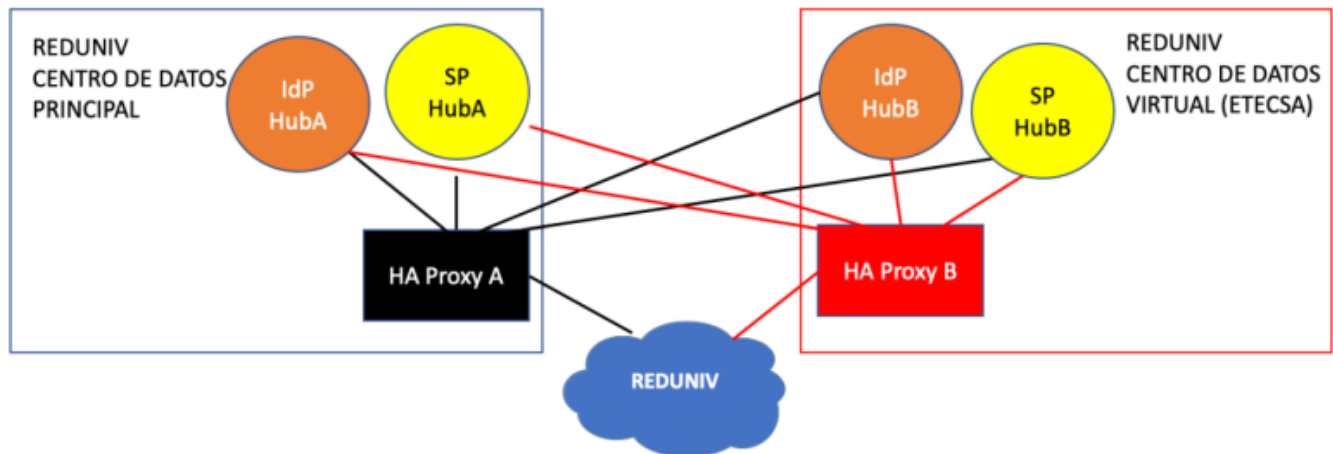 REDUNIV
CENTRO DE DATOS
PRINCIPAL
IdP
HubA
SP
HubA
IdP
HubB
SP
HubB
REDUNIV
CENTRO DE DATOS
VIRTUAL (ETECSA)
HA Proxy A
HA Proxy B
REDUNIV